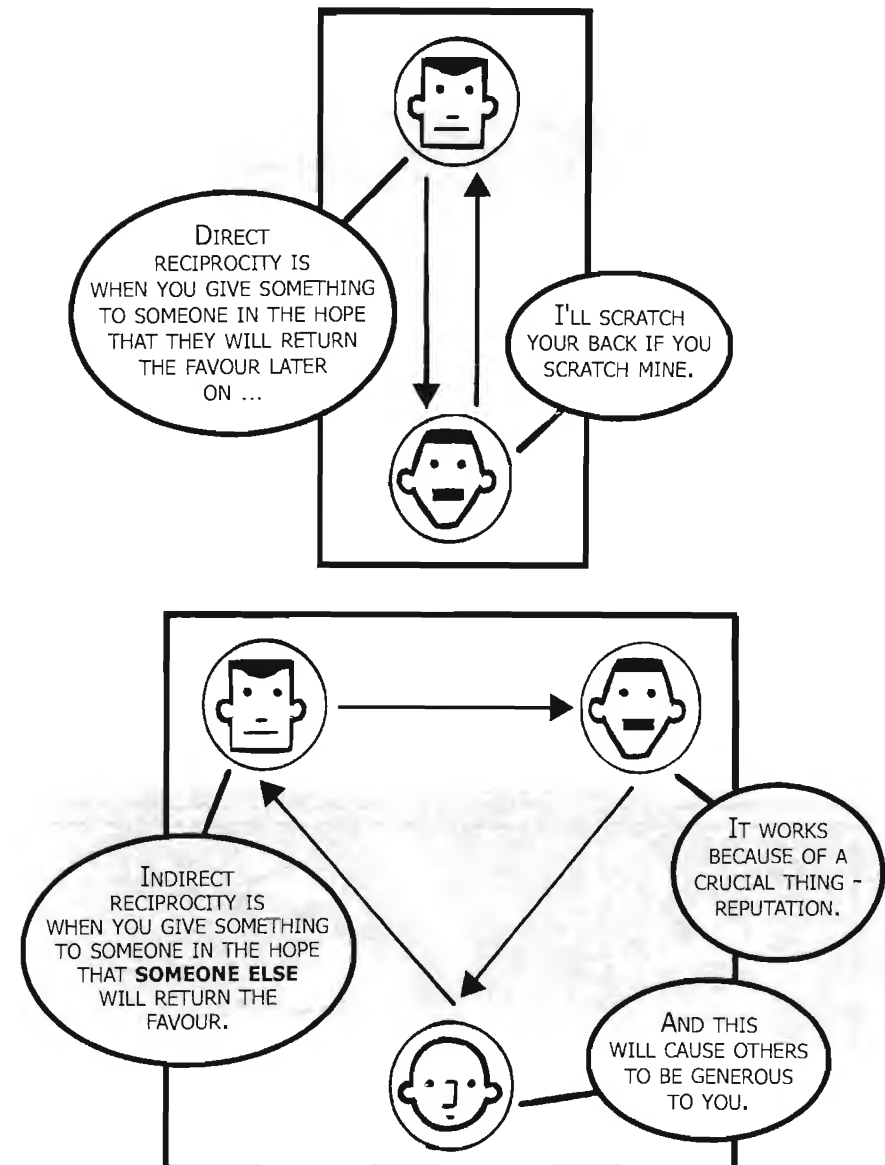 DIRECT
RECIPROCITY IS
WHEN YOU GIVE SOMETHING
TO SOMEONE IN THE HOPE
THAT THEY WILL RETURN
THE FAVOUR LATER
ON ...
I'LL SCRATCH
YOUR BACK IF YOU
SCRATCH MINE.
INDIRECT
RECIPROCITY IS
WHEN YOU GIVE SOMETHING
TO SOMEONE IN THE HOPE
THAT SOMEONE ELSE
WILL RETURN THE
FAVOUR.
IT WORKS
BECAUSE OF A
CRUCIAL THING -
REPUTATION.
AND THIS
WILL CAUSE OTHERS
TO BE GENEROUS
TO YOU.